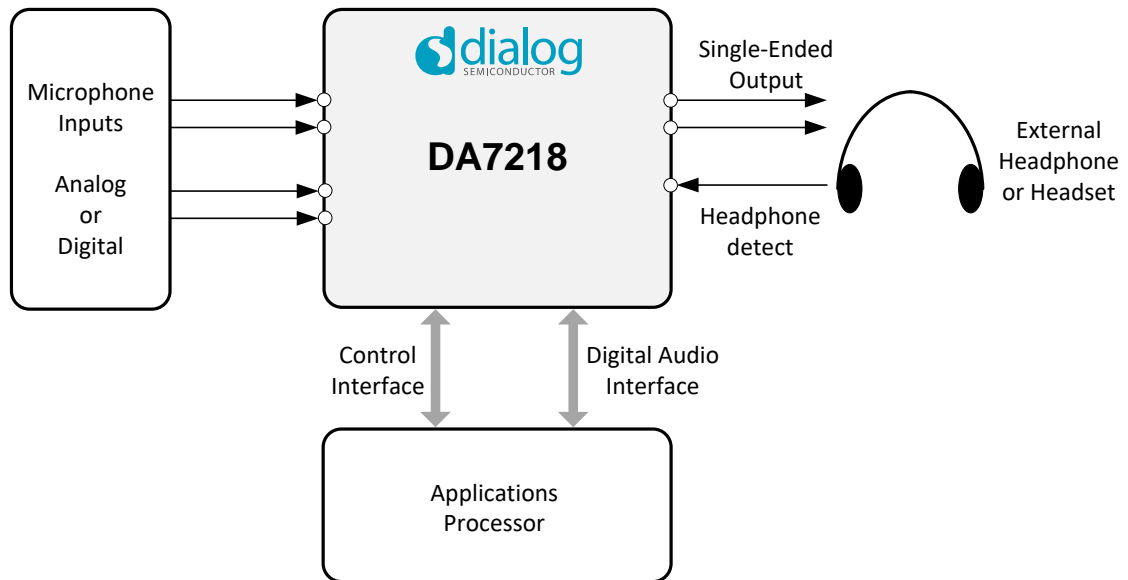 dialog
SEMICONDUCTOR
DA7218
Microphone
Inputs
Analog
or
Digital
Single-Ended
Output
Headphone
detect
External
Headphone
or Headset
Control
Interface
Digital Audio
Interface
Applications
Processor